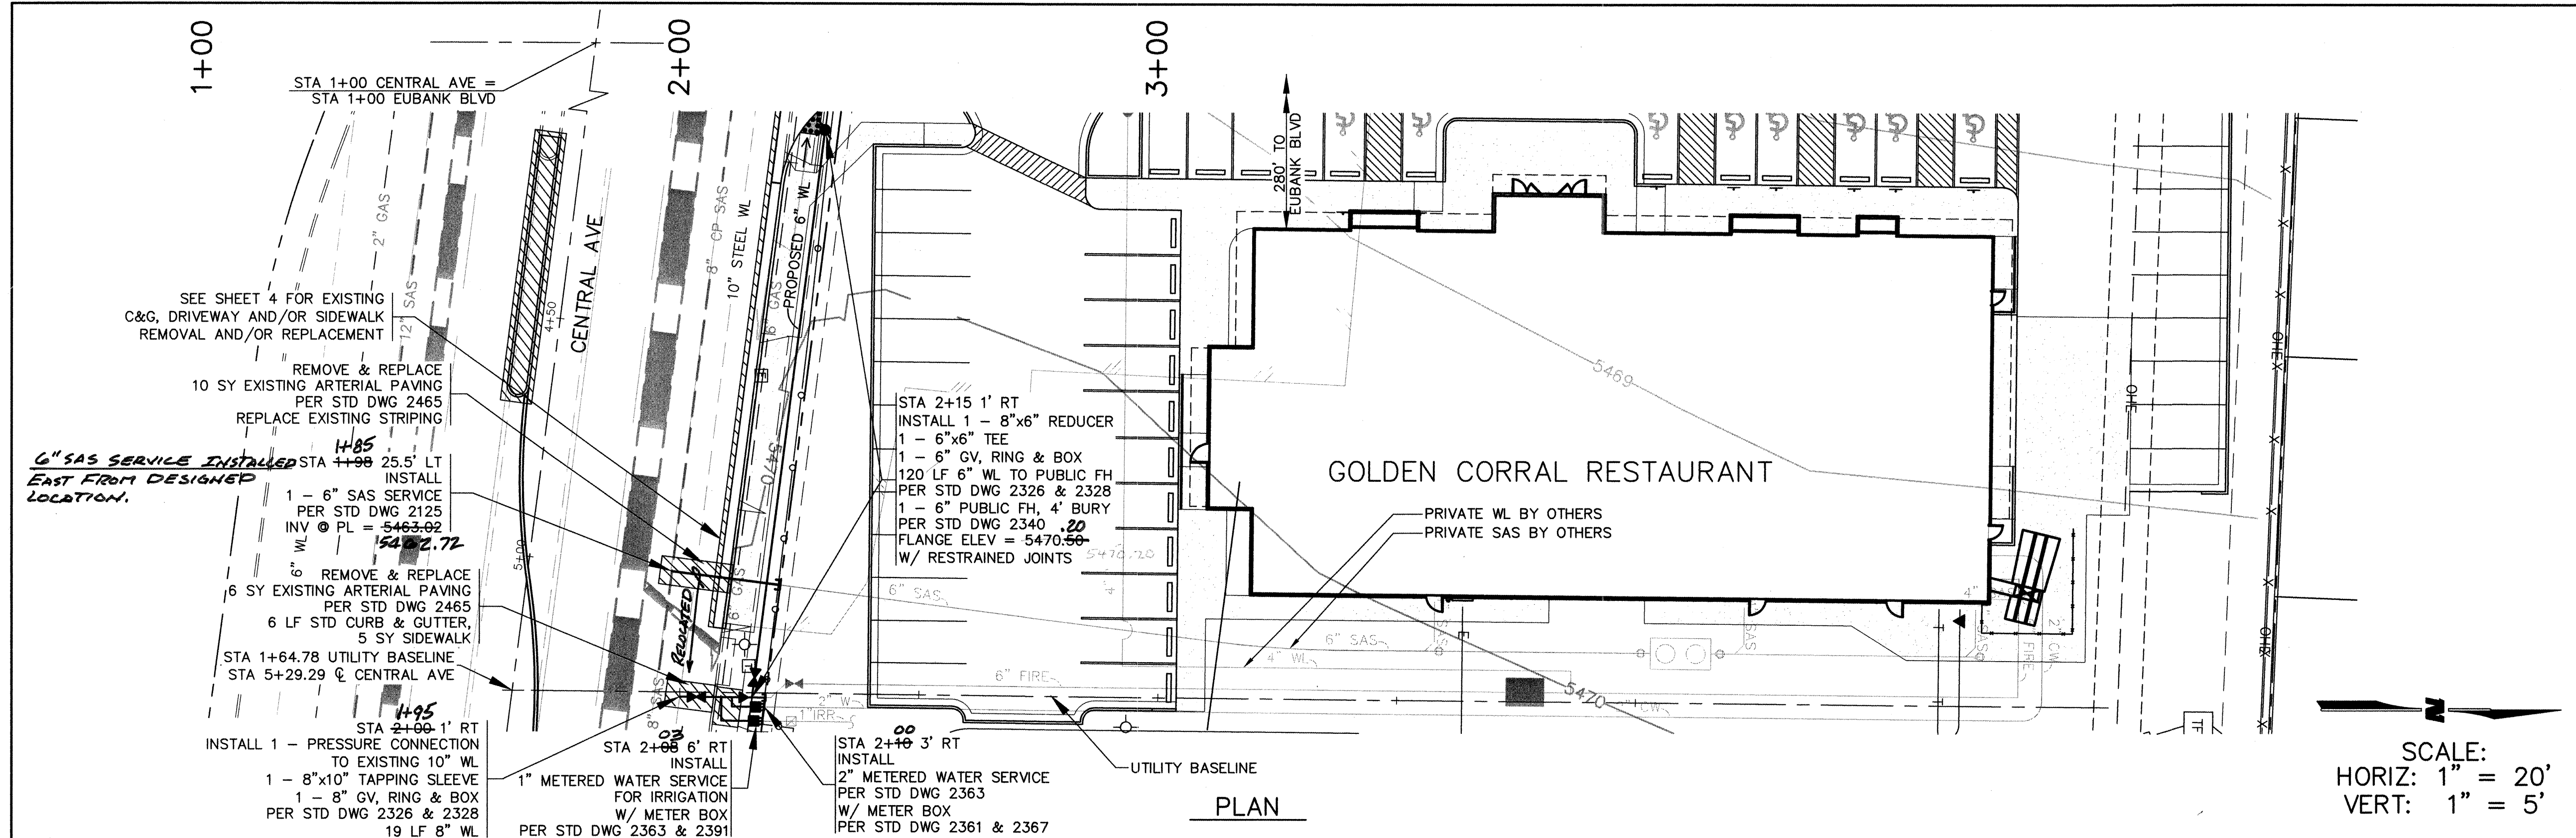 1+00
2+00
3+00
STA 1+00 CENTRAL AVE =
STA 1+00 EUBANK BLVD
2" GAS
12" SAS
4+50
CENTRAL AVE
8" CP SAS
10" STEEL WL
6" GAS
PROPOSED 6" WL
280' TO
EUBANK BLVD
SEE SHEET 4 FOR EXISTING
C&G, DRIVEWAY AND/OR SIDEWALK
REMOVAL AND/OR REPLACEMENT
REMOVE & REPLACE
10 SY EXISTING ARTERIAL PAVING
PER STD DWG 2465
REPLACE EXISTING STRIPING
6" SAS SERVICE INSTALLED
EAST FROM DESIGNED
LOCATION.
1+85
STA 1+98 25.5' LT
INSTALL
1 - 6" SAS SERVICE
PER STD DWG 2125
INV @ PL = 5463.02
5462.72
6" WL
5+00
REMOVE & REPLACE
6 SY EXISTING ARTERIAL PAVING
PER STD DWG 2465
6 LF STD CURB & GUTTER,
5 SY SIDEWALK
STA 1+64.78 UTILITY BASELINE
STA 5+29.29 ℄ CENTRAL AVE
1+95
STA 2+00 1' RT
INSTALL 1 - PRESSURE CONNECTION
TO EXISTING 10" WL
1 - 8"x10" TAPPING SLEEVE
1 - 8" GV, RING & BOX
PER STD DWG 2326 & 2328
19 LF 8" WL
RELOCATED
6" GAS
8" SAS
5470
03
STA 2+08 6' RT
INSTALL
1" METERED WATER SERVICE
FOR IRRIGATION
W/ METER BOX
PER STD DWG 2363 & 2391
00
STA 2+10 3' RT
INSTALL
2" METERED WATER SERVICE
PER STD DWG 2363
W/ METER BOX
PER STD DWG 2361 & 2367
STA 2+15 1' RT
INSTALL 1 - 8"x6" REDUCER
1 - 6"x6" TEE
1 - 6" GV, RING & BOX
120 LF 6" WL TO PUBLIC FH
PER STD DWG 2326 & 2328
1 - 6" PUBLIC FH, 4' BURY
PER STD DWG 2340
.20
FLANGE ELEV = 5470.50
W/ RESTRAINED JOINTS
5470.20
6" SAS
6" FIRE
2" W
1" IRR
4" WL
6" SAS
SAS
SAS
SAS
FIRE
2" CW
4"
GOLDEN CORRAL RESTAURANT
5469
5470
PRIVATE WL BY OTHERS
PRIVATE SAS BY OTHERS
UTILITY BASELINE
PLAN
OHE
OHE
OHE
N
SCALE:
HORIZ: 1" = 20'
VERT: 1" = 5'